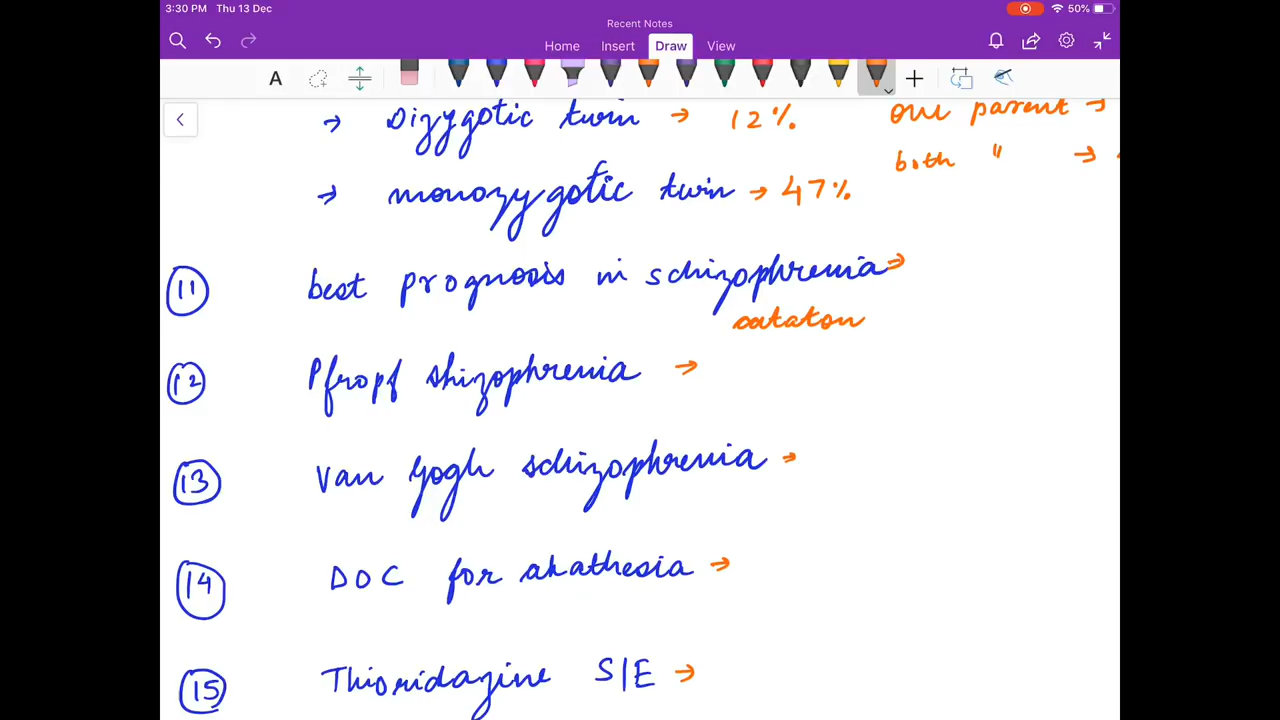 3:30 PM Thu 13 Dec
50%
Recent Notes
Home Insert Draw View
A
→ Dizygotic twin → 12% one parent →
both " →
→ monozygotic twin → 47%
11 best prognosis in schizophrenia →
cataton
12 Pfropf shizophrenia →
13 Van Gogh schizophrenia →
14 DOC for akathesia →
15 Thioridazine S/E →